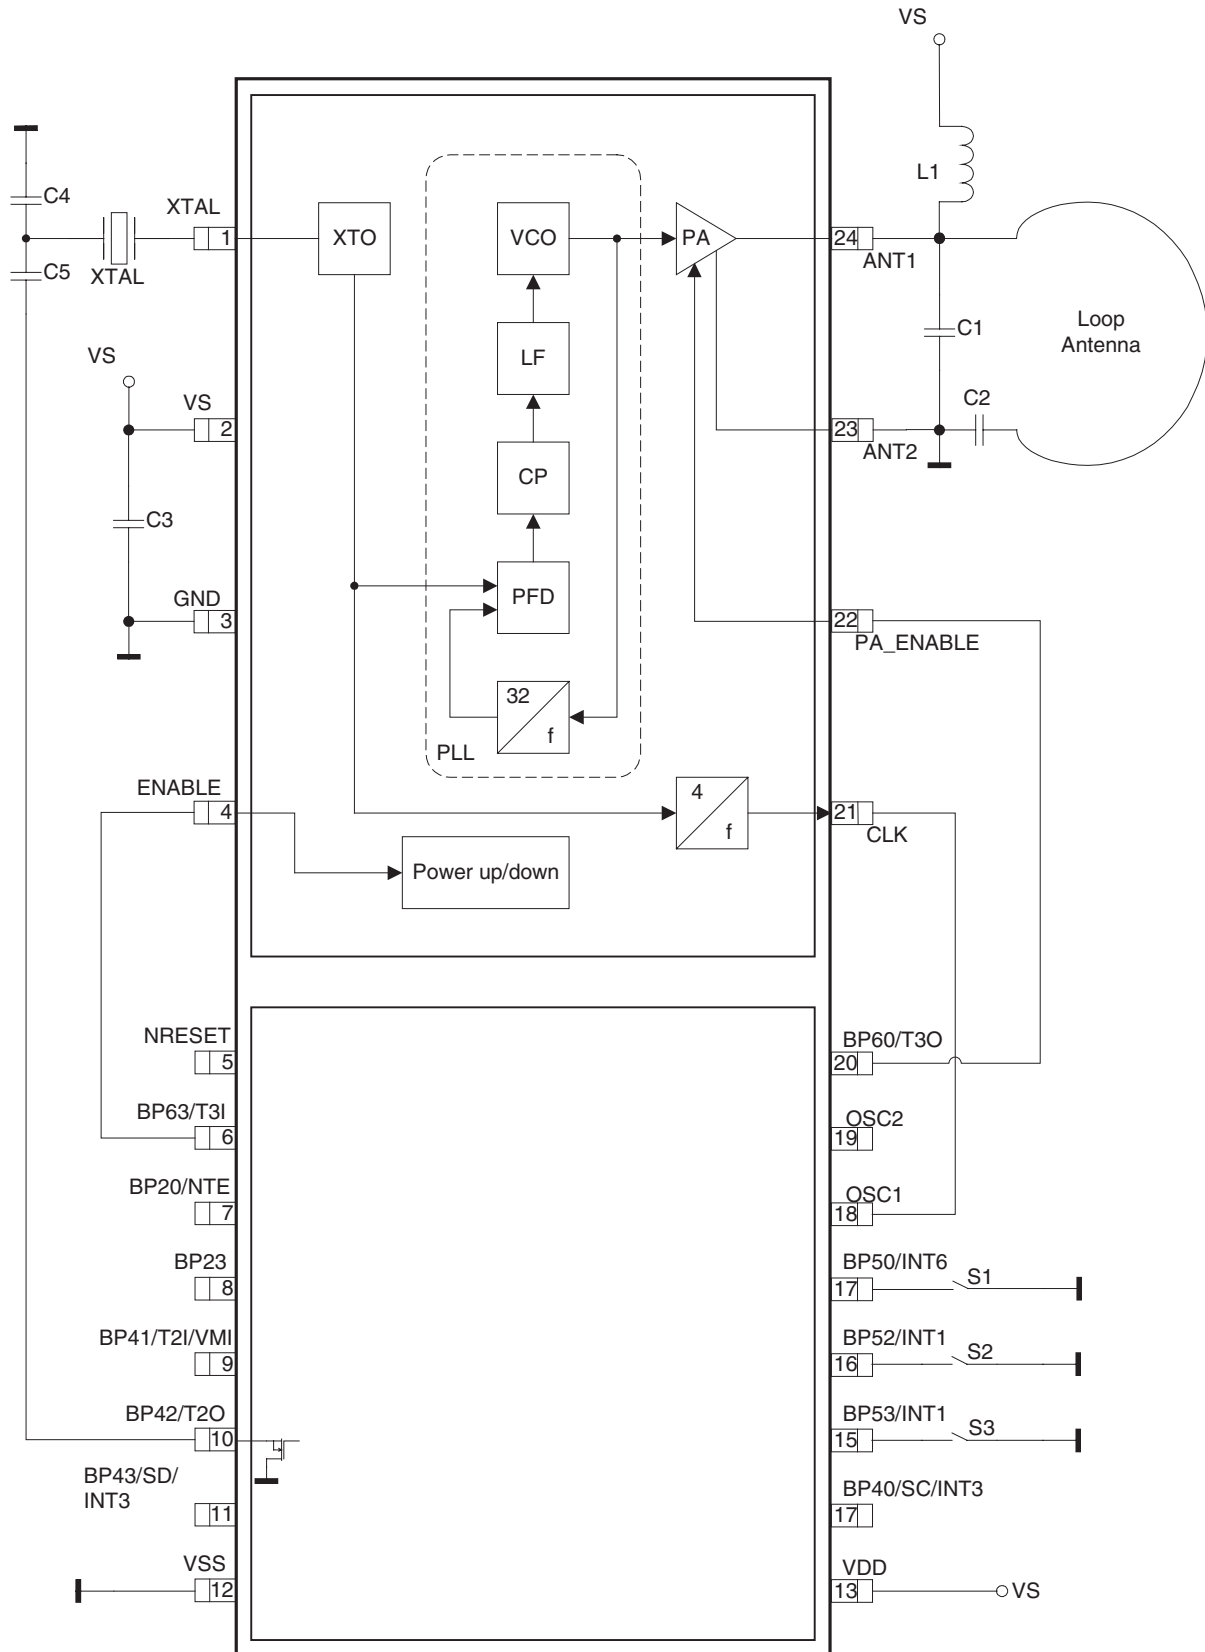 VS
L1
C4
XTAL
1
XTO
VCO
PA
24
ANT1
C5
XTAL
C1
Loop
Antenna
LF
VS
VS
2
C2
23
ANT2
CP
C3
GND
3
PFD
22
PA_ENABLE
32
f
PLL
ENABLE
4
4
f
21
CLK
Power up/down
NRESET
5
BP60/T3O
20
BP63/T3I
6
OSC2
19
BP20/NTE
7
OSC1
18
BP23
8
BP50/INT6
17
S1
BP41/T2I/VMI
9
BP52/INT1
16
S2
BP42/T2O
10
BP53/INT1
15
S3
BP43/SD/
INT3
11
BP40/SC/INT3
17
VSS
12
VDD
13
VS